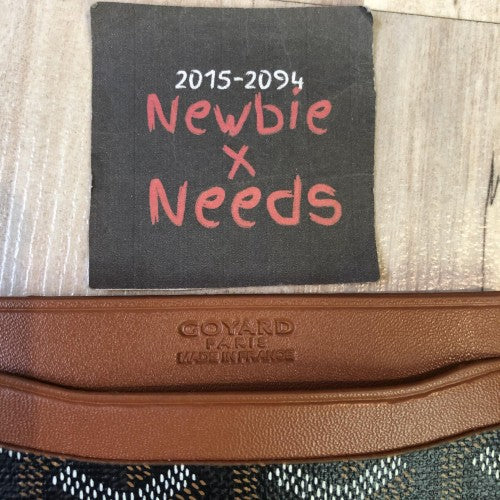 2015-2094
Newbie
x
Needs
GOYARD
PARIS
MADE IN FRANCE